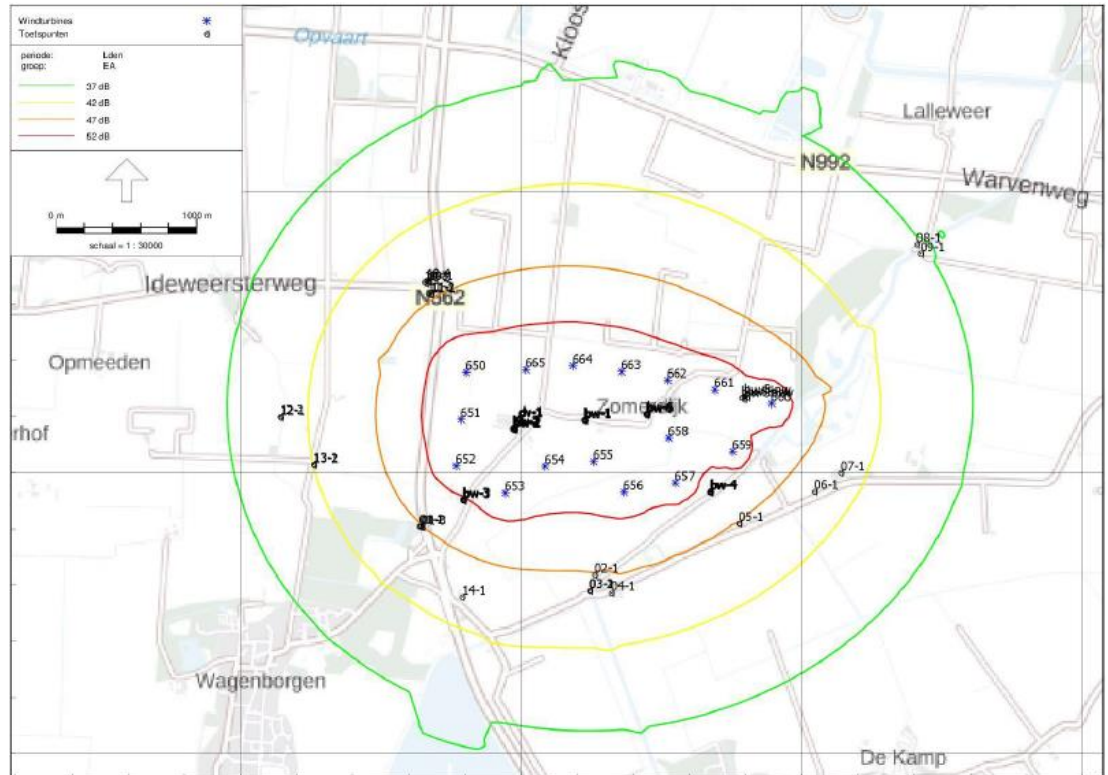 Windturbines
Toetspunten
periode: Lden
groep: EA
37 dB
42 dB
47 dB
52 dB
0 m 1000 m
schaal = 1 : 30000
Opvaart
Kloos
Lalleweer
N992
Warvenweg
08-1
09-1
Ideweersterweg
N362
Opmeeden
650
665
664
663
662
661
660
Zomerdijk
dv-1
bw-1
651
12-1
658
659
rhof
13-2
652
654
655
653
656
657
bw-3
bw-4
07-1
06-1
05-1
02-1
04-1
14-1
Wagenborgen
De Kamp